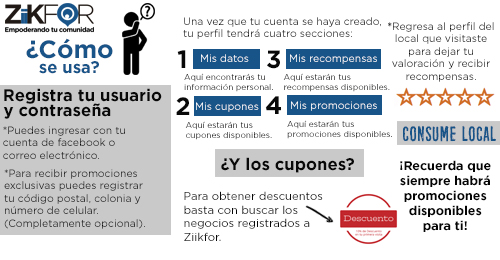 ZiiKFOR
Empoderando tu comunidad
¿Cómo
se usa?
?
Registra tu usuario
y contraseña
*Puedes ingresar con tu
cuenta de facebook o
correo electrónico.
*Para recibir promociones
exclusivas puedes registrar
tu código postal, colonia y
número de celular.
(Completamente opcional).
Una vez que tu cuenta se haya creado,
tu perfil tendrá cuatro secciones:
1 Mis datos
Aquí encontrarás tu
información personal.
3 Mis recompensas
Aquí estarán tus
recompensas disponibles.
2 Mis cupones
Aquí estarán tus
cupones disponibles.
4 Mis promociones
Aquí estarán tus
promociones disponibles.
¿Y los cupones?
Para obtener descuentos
basta con buscar los
negocios registrados a
Ziikfor.
Descuento
*Regresa al perfil del
local que visitaste
para dejar tu
valoración y recibir
recompensas.
CONSUME LOCAL
¡Recuerda que
siempre habrá
promociones
disponibles
para ti!